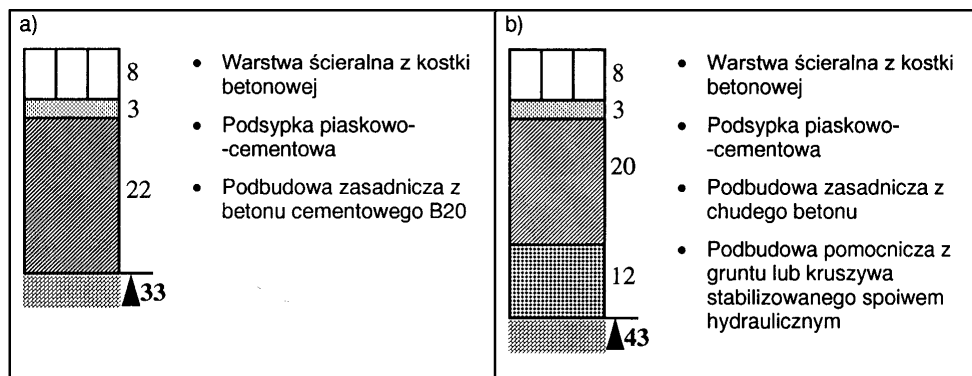 a)
8
3
22
33
• Warstwa ścieralna z kostki
betonowej
• Podsypka piaskowo-
-cementowa
• Podbudowa zasadnicza z
betonu cementowego B20
b)
8
3
20
12
43
• Warstwa ścieralna z kostki
betonowej
• Podsypka piaskowo-
-cementowa
• Podbudowa zasadnicza z
chudego betonu
• Podbudowa pomocnicza z
gruntu lub kruszywa
stabilizowanego spoiwem
hydraulicznym